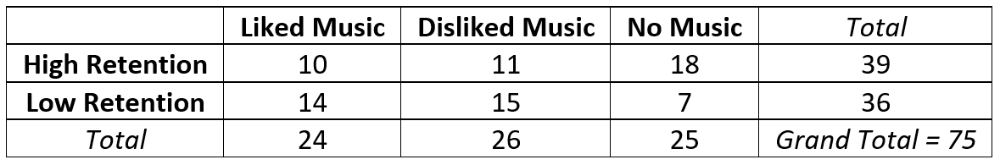 Liked Music Disliked Music No Music Total
High Retention 10 11 18 39
Low Retention 14 15 7 36
Total 24 26 25 Grand Total = 75